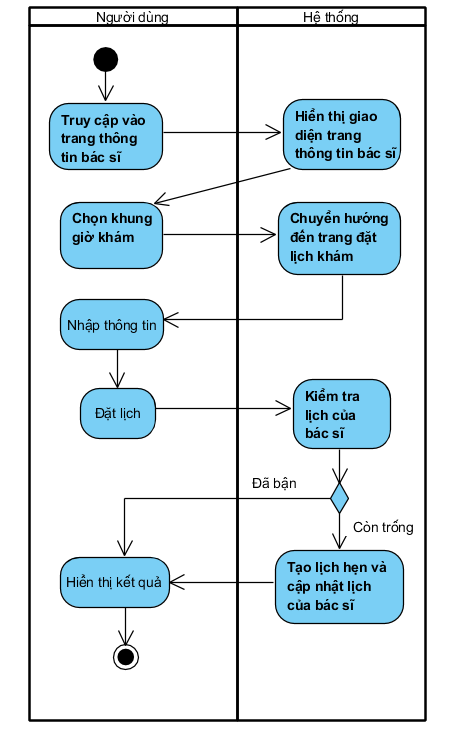 Người dùng
Hệ thống
Truy cập vào
trang thông
tin bác sĩ
Hiển thị giao
diện trang
thông tin bác sĩ
Chọn khung
giờ khám
Chuyển hướng
đến trang đặt
lịch khám
Nhập thông tin
Đặt lịch
Kiểm tra
lịch của
bác sĩ
Đã bận
Còn trống
Hiển thị kết quả
Tạo lịch hẹn và
cập nhật lịch
của bác sĩ